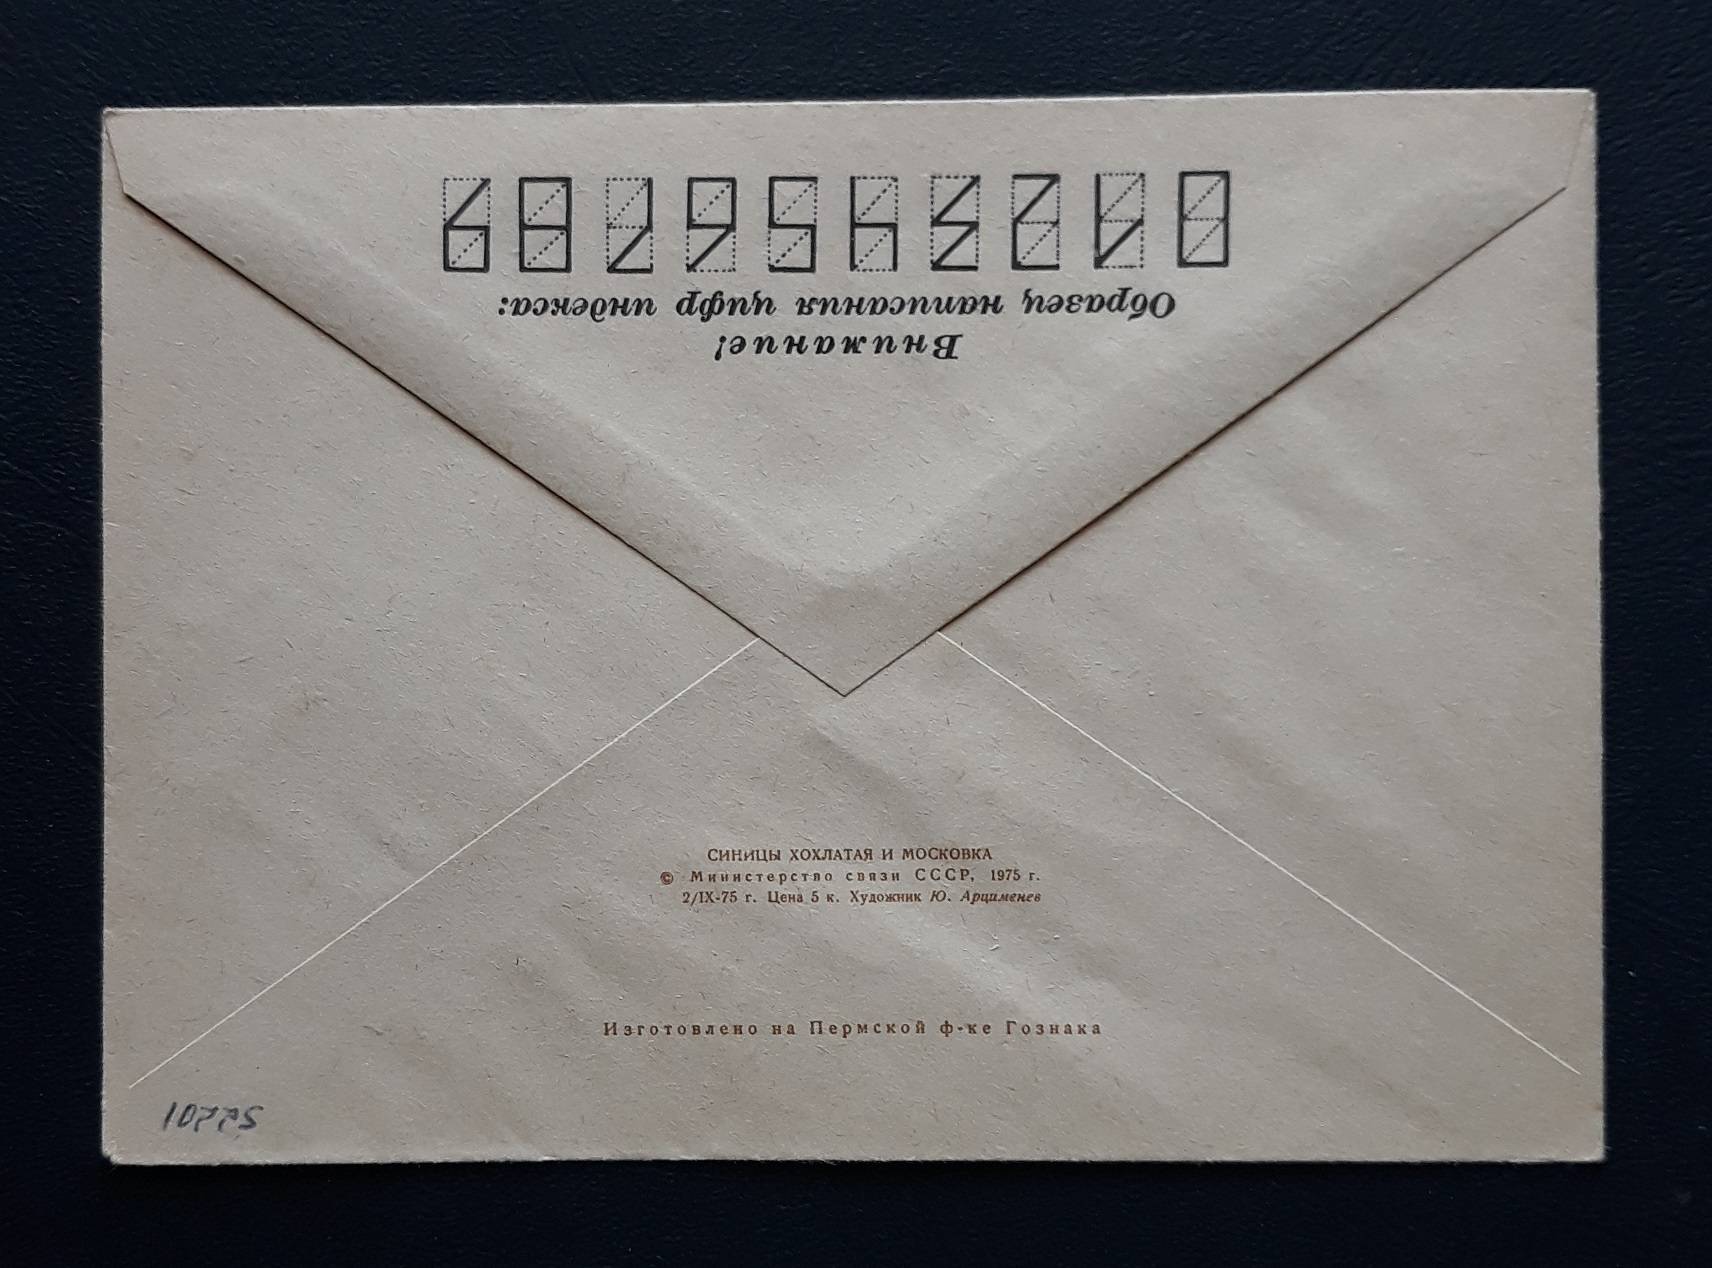 Внимание!
Образец написания цифр индекса:
0123456789
СИНИЦЫ ХОХЛАТАЯ И МОСКОВКА
© Министерство связи СССР, 1975 г.
2/IX-75 г. Цена 5 к. Художник Ю. Арцименев
Изготовлено на Пермской ф-ке Гознака